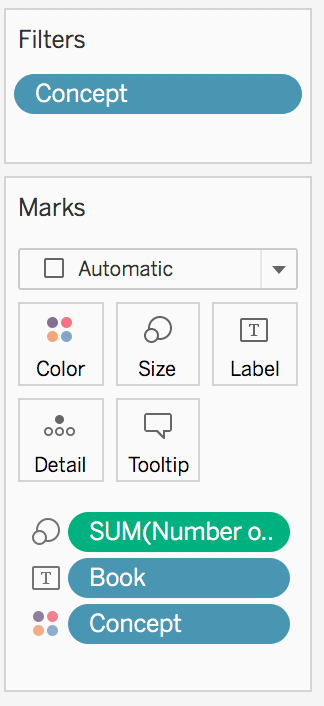 Filters
Concept
Marks
Automatic
Color
Size
T
Label
Detail
Tooltip
SUM(Number o..
T
Book
Concept